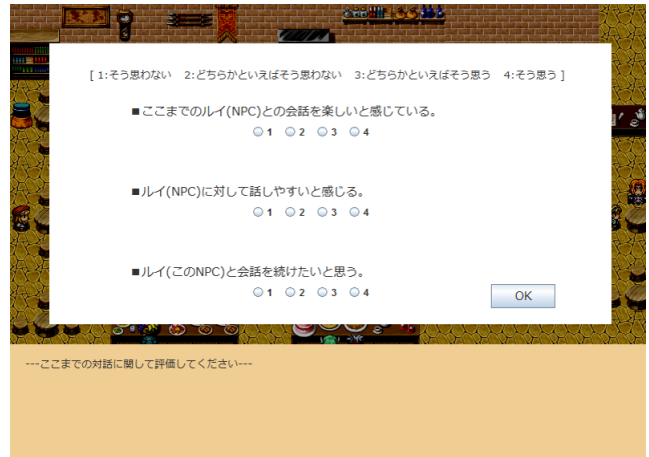 [ 1:そう思わない 2:どちらかといえばそう思わない 3:どちらかといえばそう思う 4:そう思う ]
■ここまでのルイ(NPC)との会話を楽しいと感じている。
1 2 3 4
■ルイ(NPC)に対して話しやすいと感じる。
1 2 3 4
■ルイ(このNPC)と会話を続けたいと思う。
1 2 3 4
OK
---ここまでの対話に関して評価してください---